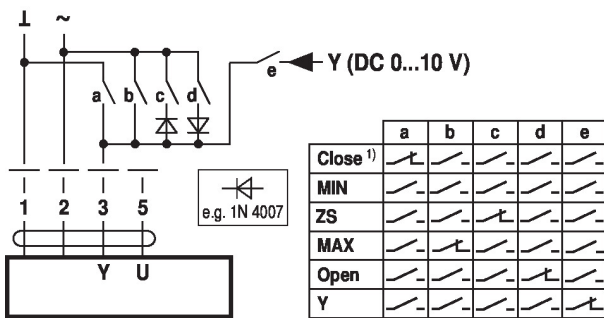 ⊥ ~
a b c d e Y (DC 0...10 V)
1 2 3 5
e.g. 1N 4007
Y U
a b c d e
Close 1)
MIN
ZS
MAX
Open
Y